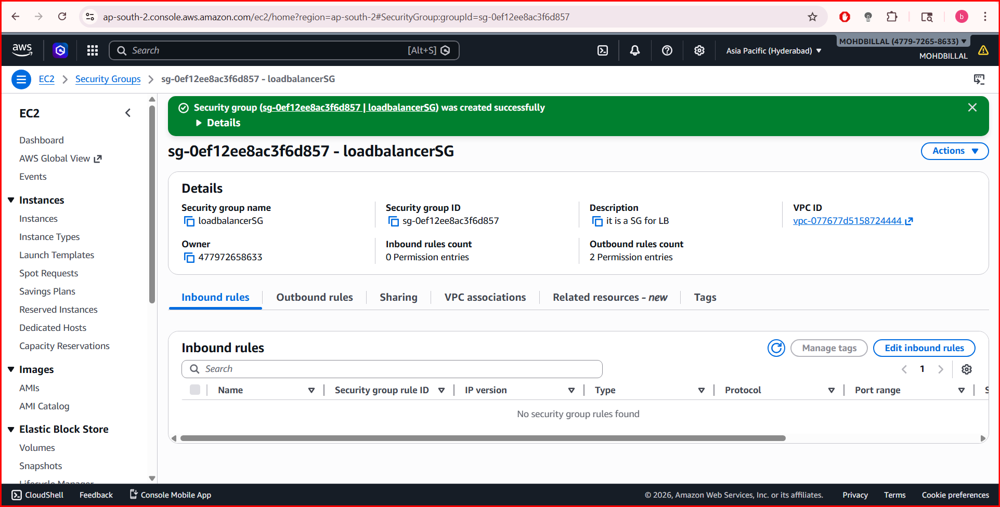 ap-south-2.console.aws.amazon.com/ec2/home?region=ap-south-2#SecurityGroup:groupId=sg-0ef12ee8ac3f6d857
b
aws
Search
[Alt+S]
Asia Pacific (Hyderabad)
MOHDBILLAL (4779-7265-8633)
MOHDBILLAL
EC2
Security Groups
sg-0ef12ee8ac3f6d857 - loadbalancerSG
EC2
Dashboard
AWS Global View
Events
Instances
Instances
Instance Types
Launch Templates
Spot Requests
Savings Plans
Reserved Instances
Dedicated Hosts
Capacity Reservations
Images
AMIs
AMI Catalog
Elastic Block Store
Volumes
Snapshots
Lifecycle Manager
Security group (sg-0ef12ee8ac3f6d857 | loadbalancerSG) was created successfully
Details
sg-0ef12ee8ac3f6d857 - loadbalancerSG
Actions
Details
Security group name
loadbalancerSG
Security group ID
sg-0ef12ee8ac3f6d857
Description
it is a SG for LB
VPC ID
vpc-077677d5158724444
Owner
477972658633
Inbound rules count
0 Permission entries
Outbound rules count
2 Permission entries
Inbound rules
Outbound rules
Sharing
VPC associations
Related resources - new
Tags
Inbound rules
Manage tags
Edit inbound rules
Search
1
Name
Security group rule ID
IP version
Type
Protocol
Port range
No security group rules found
CloudShell
Feedback
Console Mobile App
© 2026, Amazon Web Services, Inc. or its affiliates.
Privacy
Terms
Cookie preferences